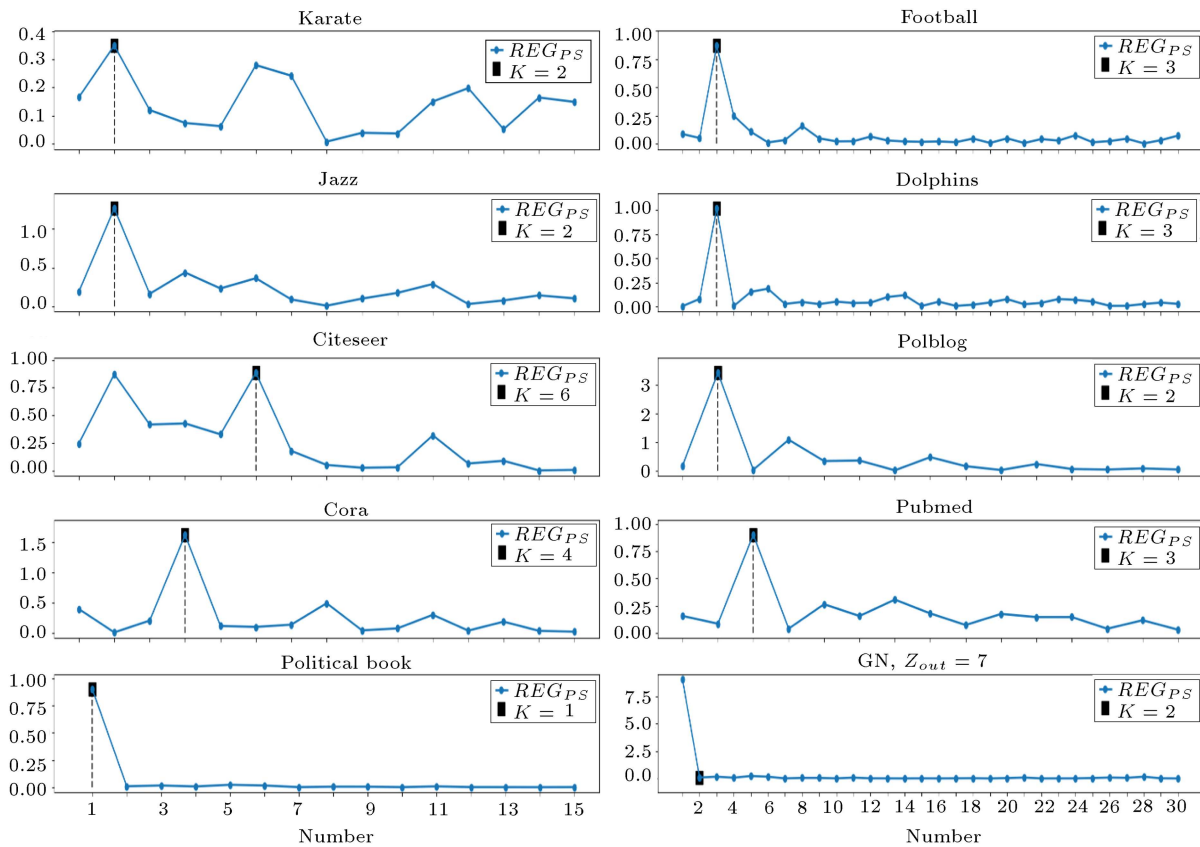 Karate
0.4
0.3
0.2
0.1
0.0
REG_PS
K = 2
Football
1.00
0.75
0.50
0.25
0.00
REG_PS
K = 3
Jazz
1.0
0.5
0.0
REG_PS
K = 2
Dolphins
1.00
0.75
0.50
0.25
0.00
REG_PS
K = 3
Citeseer
1.00
0.75
0.50
0.25
0.00
REG_PS
K = 6
Polblog
3
2
1
0
REG_PS
K = 2
Cora
1.5
1.0
0.5
0.0
REG_PS
K = 4
Pubmed
1.00
0.75
0.50
0.25
0.00
REG_PS
K = 3
Political book
1.00
0.75
0.50
0.25
0.00
REG_PS
K = 1
1 3 5 7 9 11 13 15
Number
GN, Z_out = 7
7.5
5.0
2.5
0.0
REG_PS
K = 2
2 4 6 8 10 12 14 16 18 20 22 24 26 28 30
Number